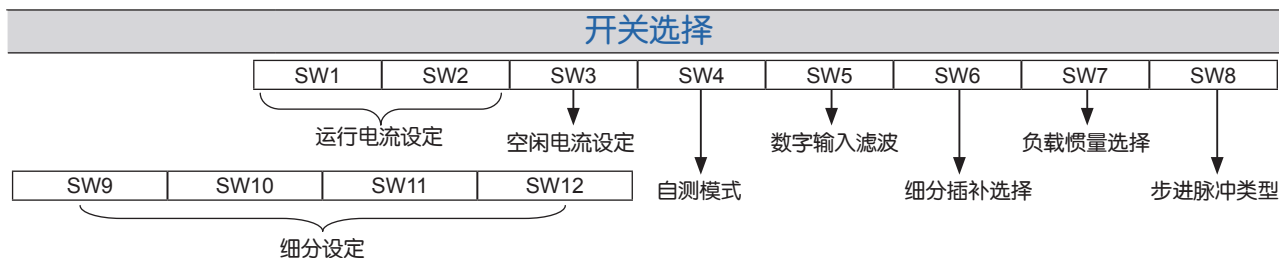 开关选择
SW1 SW2 SW3 SW4 SW5 SW6 SW7 SW8
运行电流设定 空闲电流设定 数字输入滤波 负载惯量选择
自测模式 细分插补选择 步进脉冲类型
SW9 SW10 SW11 SW12
细分设定